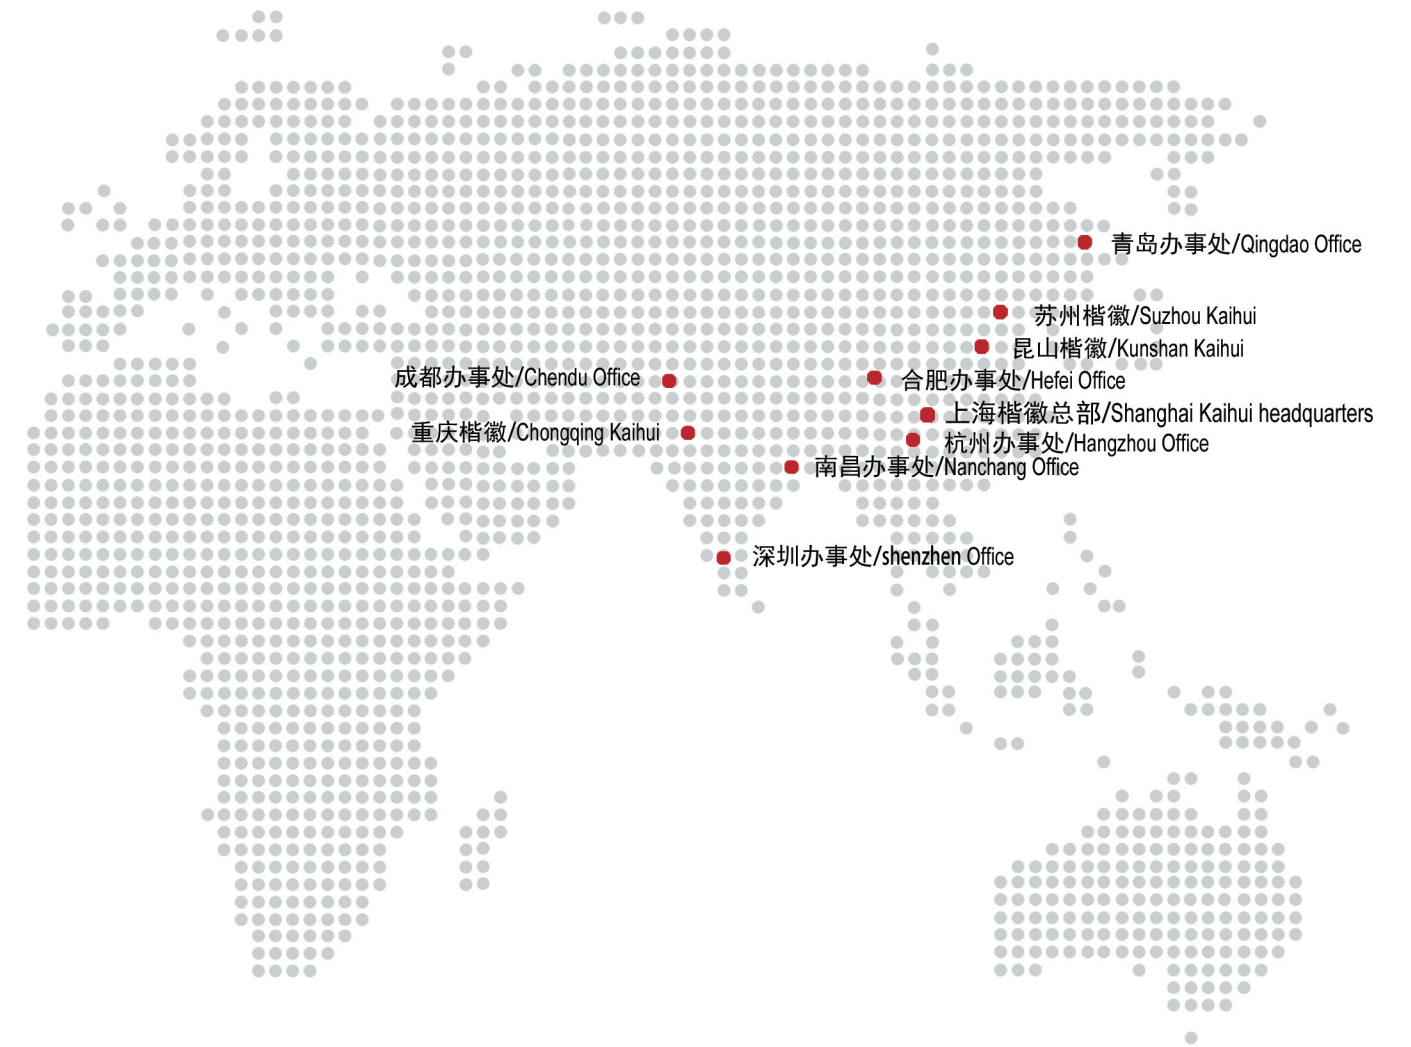 青岛办事处/Qingdao Office
苏州楷徽/Suzhou Kaihui
昆山楷徽/Kunshan Kaihui
成都办事处/Chendu Office
合肥办事处/Hefei Office
上海楷徽总部/Shanghai Kaihui headquarters
重庆楷徽/Chongqing Kaihui
杭州办事处/Hangzhou Office
南昌办事处/Nanchang Office
深圳办事处/shenzhen Office